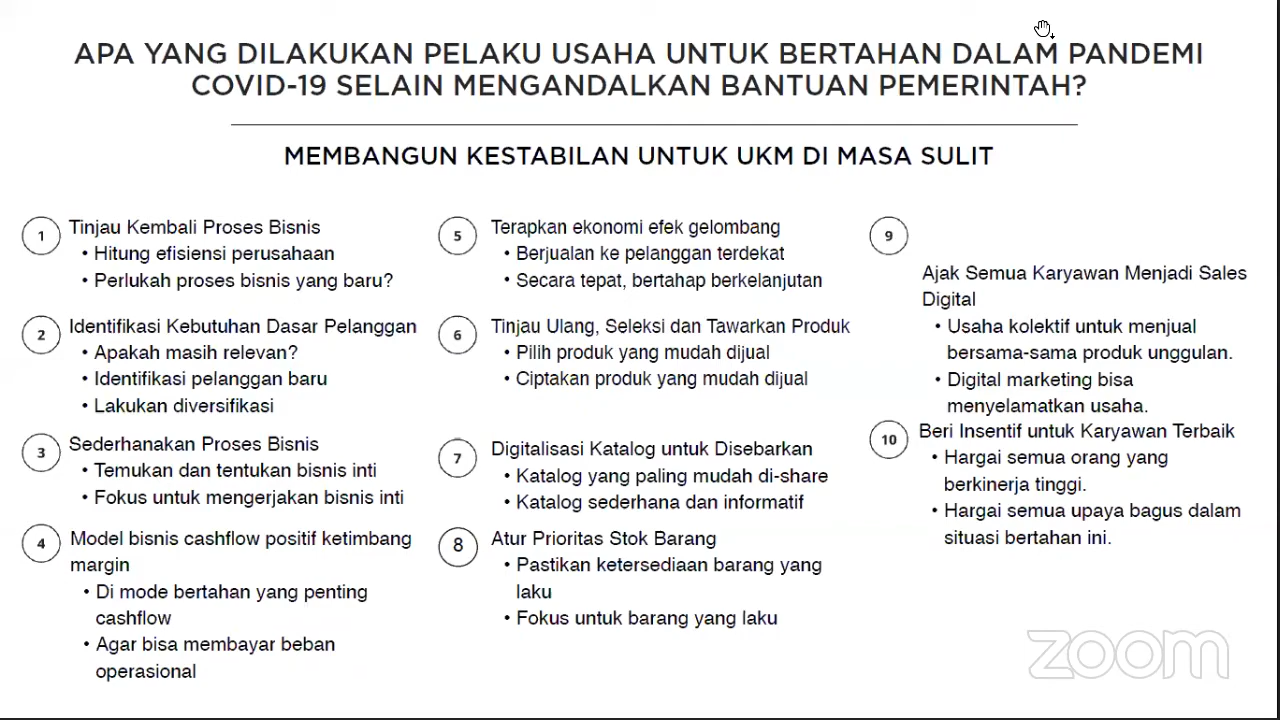 APA YANG DILAKUKAN PELAKU USAHA UNTUK BERTAHAN DALAM PANDEMI
COVID-19 SELAIN MENGANDALKAN BANTUAN PEMERINTAH?
MEMBANGUN KESTABILAN UNTUK UKM DI MASA SULIT
1 Tinjau Kembali Proses Bisnis
• Hitung efisiensi perusahaan
• Perlukah proses bisnis yang baru?
2 Identifikasi Kebutuhan Dasar Pelanggan
• Apakah masih relevan?
• Identifikasi pelanggan baru
• Lakukan diversifikasi
3 Sederhanakan Proses Bisnis
• Temukan dan tentukan bisnis inti
• Fokus untuk mengerjakan bisnis inti
4 Model bisnis cashflow positif ketimbang
margin
• Di mode bertahan yang penting
cashflow
• Agar bisa membayar beban
operasional
5 Terapkan ekonomi efek gelombang
• Berjualan ke pelanggan terdekat
• Secara tepat, bertahap berkelanjutan
6 Tinjau Ulang, Seleksi dan Tawarkan Produk
• Pilih produk yang mudah dijual
• Ciptakan produk yang mudah dijual
7 Digitalisasi Katalog untuk Disebarkan
• Katalog yang paling mudah di-share
• Katalog sederhana dan informatif
8 Atur Prioritas Stok Barang
• Pastikan ketersediaan barang yang
laku
• Fokus untuk barang yang laku
9
Ajak Semua Karyawan Menjadi Sales
Digital
• Usaha kolektif untuk menjual
bersama-sama produk unggulan.
• Digital marketing bisa
menyelamatkan usaha.
10 Beri Insentif untuk Karyawan Terbaik
• Hargai semua orang yang
berkinerja tinggi.
• Hargai semua upaya bagus dalam
situasi bertahan ini.
zoom